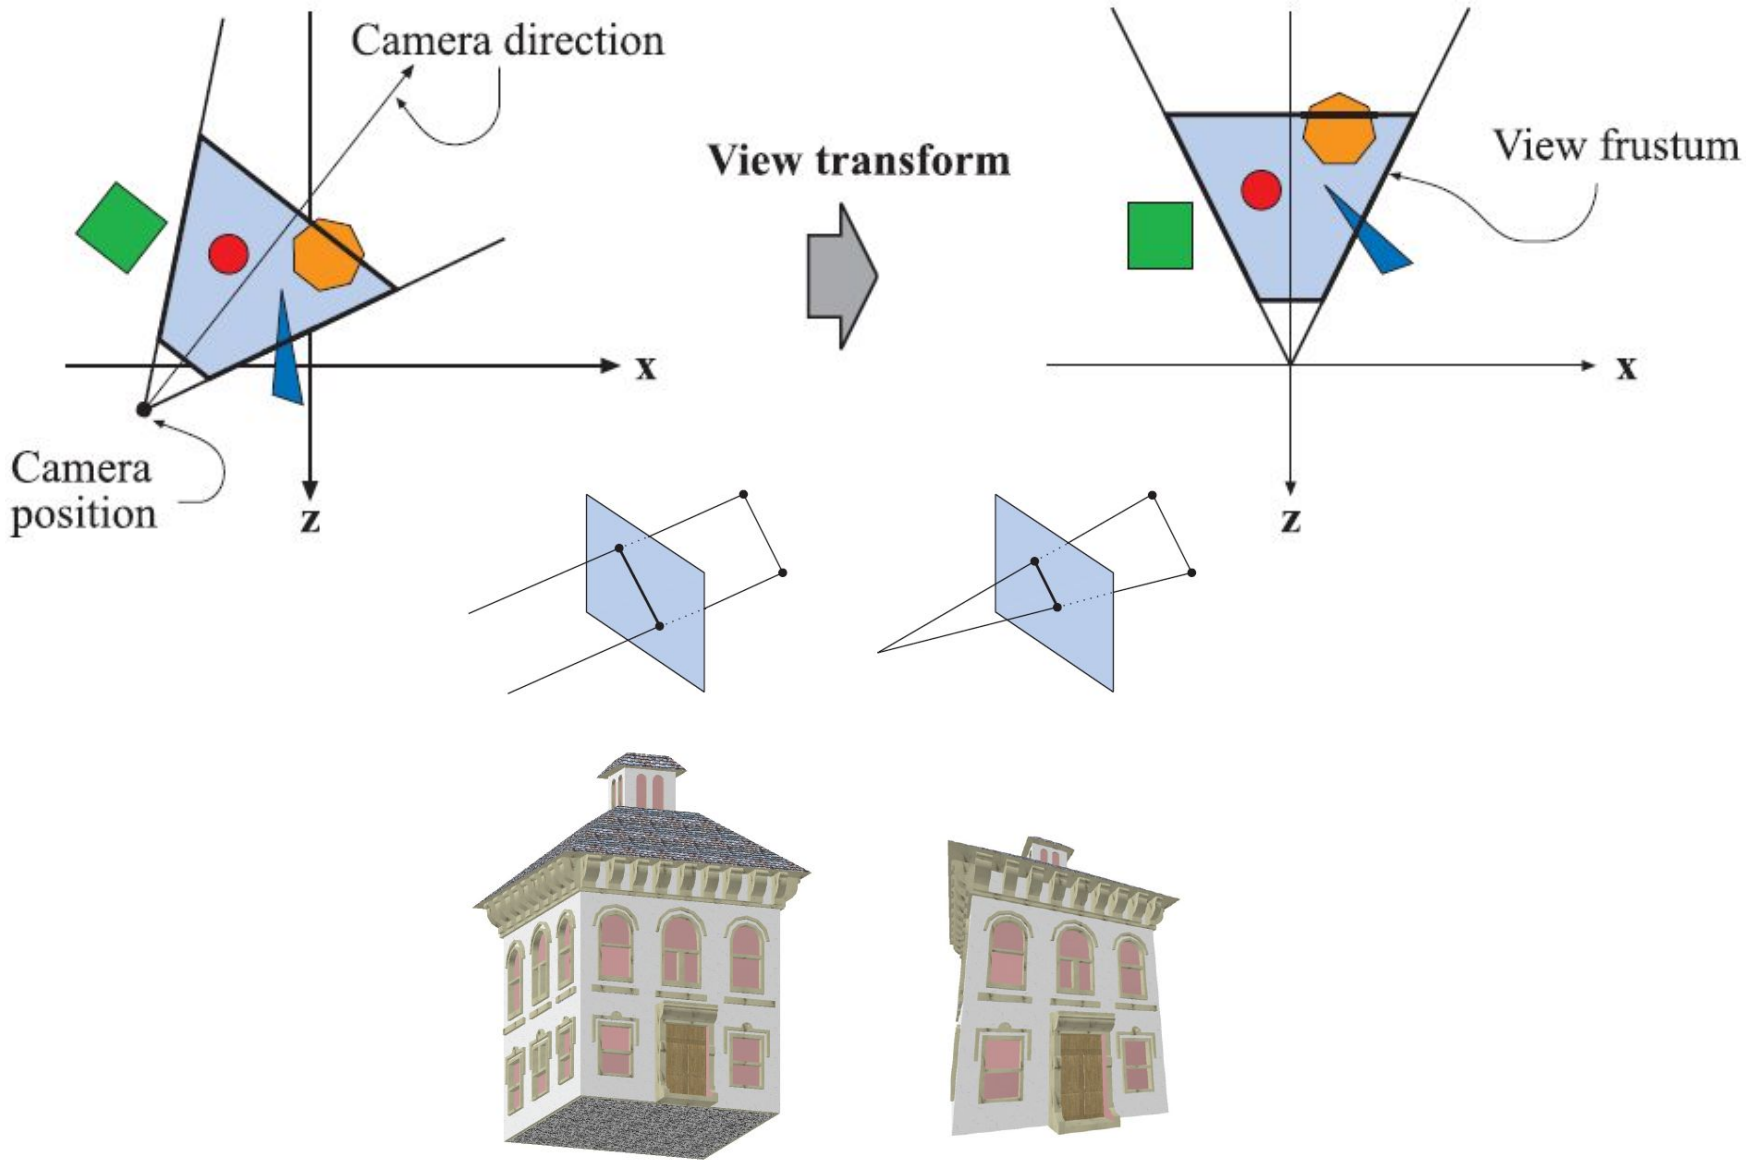 Camera direction
View transform
View frustum
x
x
Camera
position
z
z